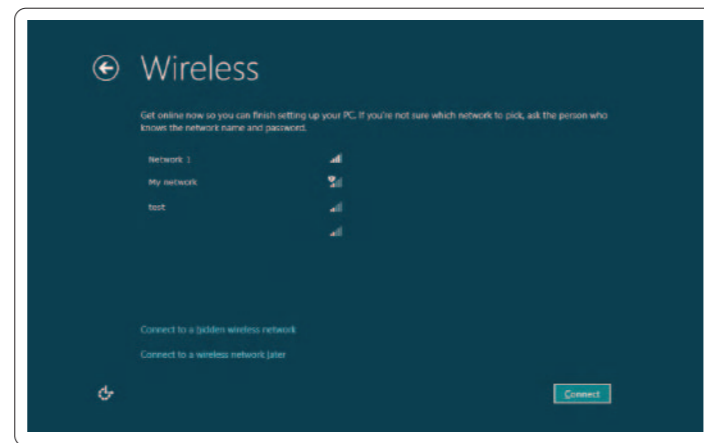 Wireless
Get online now so you can finish setting up your PC. If you're not sure which network to pick, ask the person who
knows the network name and password.
Network 1
My network
test
Connect to a hidden wireless network
Connect to a wireless network later
Connect